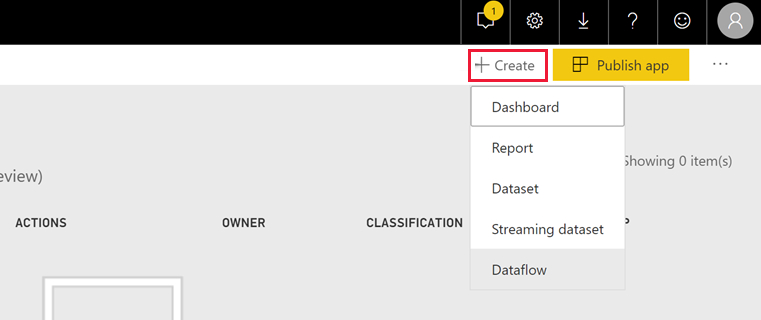 1
?
Create
Publish app
...
Dashboard
Report
Showing 0 item(s)
eview)
Dataset
ACTIONS
OWNER
CLASSIFICATION
P
Streaming dataset
Dataflow